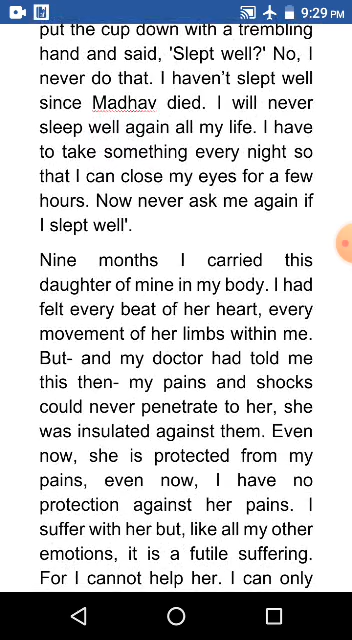 9:29 PM
put the cup down with a trembling
hand and said, 'Slept well?' No, I
never do that. I haven't slept well
since Madhav died. I will never
sleep well again all my life. I have
to take something every night so
that I can close my eyes for a few
hours. Now never ask me again if
I slept well'.
Nine months I carried this
daughter of mine in my body. I had
felt every beat of her heart, every
movement of her limbs within me.
But- and my doctor had told me
this then- my pains and shocks
could never penetrate to her, she
was insulated against them. Even
now, she is protected from my
pains, even now, I have no
protection against her pains. I
suffer with her but, like all my other
emotions, it is a futile suffering.
For I cannot help her. I can only